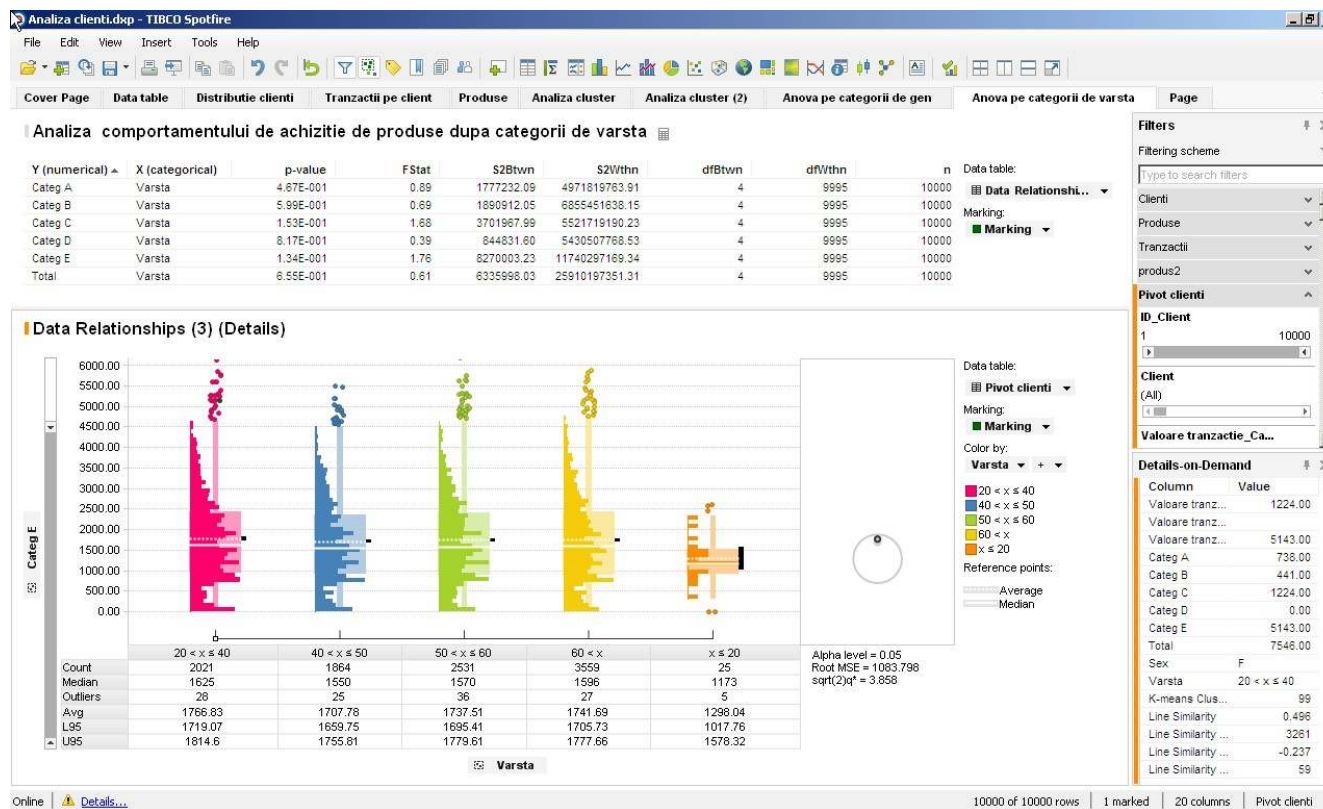 Analiza clienti.dxp - TIBCO Spotfire
File Edit View Insert Tools Help
Cover Page Data table Distributie clienti Tranzactii pe client Produse Analiza cluster Analiza cluster (2) Anova pe categorii de gen Anova pe categorii de varsta Page
Analiza comportamentului de achizitie de produse dupa categorii de varsta
Y (numerical) X (categorical) p-value FStat S2Btwn S2Wthn dfBtwn dfWthn n
Categ A Varsta 4.67E-001 0.89 1777232.09 4971819763.91 4 9995 10000
Categ B Varsta 5.99E-001 0.69 1890912.05 6855451638.15 4 9995 10000
Categ C Varsta 1.53E-001 1.68 3701967.99 5521719190.23 4 9995 10000
Categ D Varsta 8.17E-001 0.39 844831.60 5430507768.53 4 9995 10000
Categ E Varsta 1.34E-001 1.76 8270003.23 11740297169.34 4 9995 10000
Total Varsta 6.55E-001 0.61 6335998.03 25910197351.31 4 9995 10000
Data table:
Data Relationshi...
Marking:
Marking
Data Relationships (3) (Details)
Categ E
6000.00
5500.00
5000.00
4500.00
4000.00
3500.00
3000.00
2500.00
2000.00
1500.00
1000.00
500.00
0.00
20 < x ≤ 40 40 < x ≤ 50 50 < x ≤ 60 60 < x x ≤ 20
Count 2021 1864 2531 3559 25
Median 1625 1550 1570 1596 1173
Outliers 28 25 36 27 5
Avg 1766.83 1707.78 1737.51 1741.69 1298.04
L95 1719.07 1659.75 1695.41 1705.73 1017.76
U95 1814.6 1755.81 1779.61 1777.66 1578.32
Varsta
Alpha level = 0.05
Root MSE = 1083.798
sqrt(2)q* = 3.858
Data table:
Pivot clienti
Marking:
Marking
Color by:
Varsta +
20 < x ≤ 40
40 < x ≤ 50
50 < x ≤ 60
60 < x
x ≤ 20
Reference points:
Average
Median
Filters
Filtering scheme
Type to search filters
Clienti
Produse
Tranzactii
produs2
Pivot clienti
ID_Client
1 10000
Client
(All)
Valoare tranzactie_Ca...
Details-on-Demand
Column Value
Valoare tranz... 1224.00
Valoare tranz...
Valoare tranz... 5143.00
Categ A 738.00
Categ B 441.00
Categ C 1224.00
Categ D 0.00
Categ E 5143.00
Total 7546.00
Sex F
Varsta 20 < x ≤ 40
K-means Clus... 99
Line Similarity 0.496
Line Similarity ... 3261
Line Similarity ... -0.237
Line Similarity ... 59
Online Details... 10000 of 10000 rows 1 marked 20 columns Pivot clienti